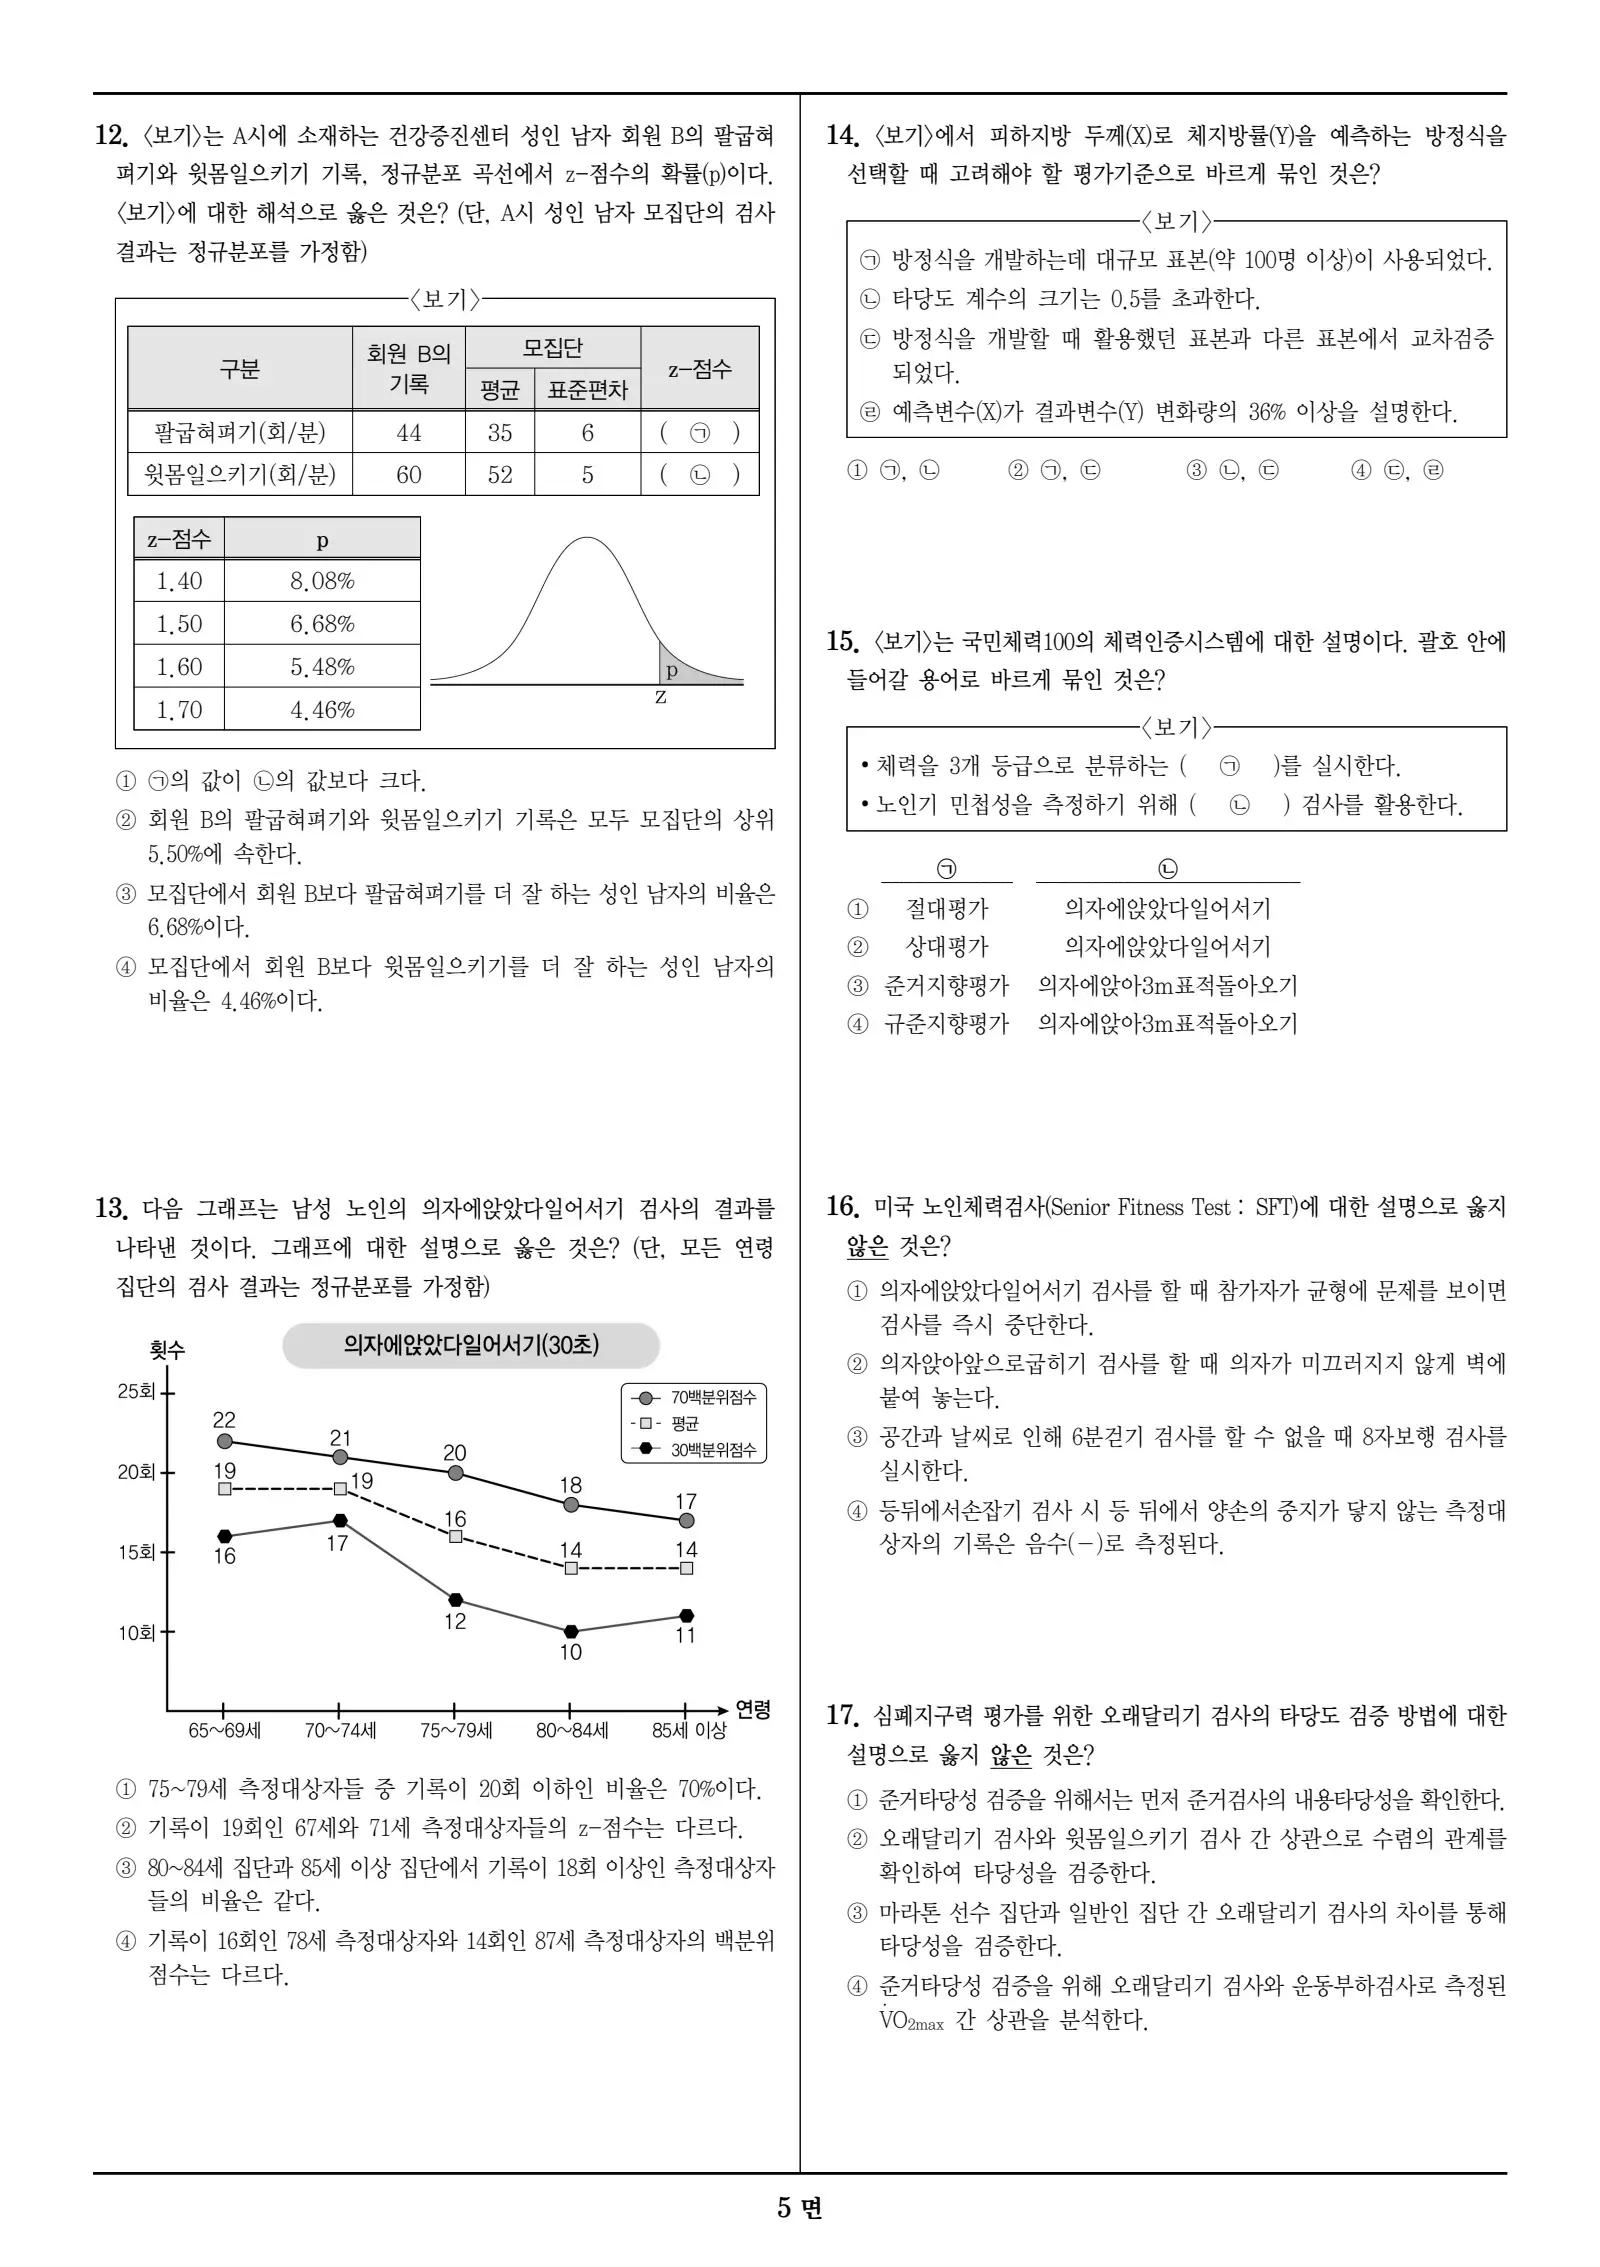 12. 〈보기〉는 A시에 소재하는 건강증진센터 성인 남자 회원 B의 팔굽혀
펴기와 윗몸일으키기 기록, 정규분포 곡선에서 z-점수의 확률(p)이다.
〈보기〉에 대한 해석으로 옳은 것은? (단, A시 성인 남자 모집단의 검사
결과는 정규분포를 가정함)
〈보기〉
구분 회원 B의 기록 모집단 z-점수
평균 표준편차
팔굽혀펴기(회/분) 44 35 6 ( ㉠ )
윗몸일으키기(회/분) 60 52 5 ( ㉡ )
z-점수 p
1.40 8.08%
1.50 6.68%
1.60 5.48%
1.70 4.46%
p
z
① ㉠의 값이 ㉡의 값보다 크다.
② 회원 B의 팔굽혀펴기와 윗몸일으키기 기록은 모두 모집단의 상위
5.50%에 속한다.
③ 모집단에서 회원 B보다 팔굽혀펴기를 더 잘 하는 성인 남자의 비율은
6.68%이다.
④ 모집단에서 회원 B보다 윗몸일으키기를 더 잘 하는 성인 남자의
비율은 4.46%이다.
13. 다음 그래프는 남성 노인의 의자에앉았다일어서기 검사의 결과를
나타낸 것이다. 그래프에 대한 설명으로 옳은 것은? (단, 모든 연령
집단의 검사 결과는 정규분포를 가정함)
의자에앉았다일어서기(30초)
횟수
70백분위점수
평균
30백분위점수
25회
20회
15회
10회
22 21 20 18 17
19 19 16 14 14
16 17 12 10 11
65~69세 70~74세 75~79세 80~84세 85세 이상
연령
① 75~79세 측정대상자들 중 기록이 20회 이하인 비율은 70%이다.
② 기록이 19회인 67세와 71세 측정대상자들의 z-점수는 다르다.
③ 80~84세 집단과 85세 이상 집단에서 기록이 18회 이상인 측정대상자
들의 비율은 같다.
④ 기록이 16회인 78세 측정대상자와 14회인 87세 측정대상자의 백분위
점수는 다르다.
14. 〈보기〉에서 피하지방 두께(X)로 체지방률(Y)을 예측하는 방정식을
선택할 때 고려해야 할 평가기준으로 바르게 묶인 것은?
〈보기〉
㉠ 방정식을 개발하는데 대규모 표본(약 100명 이상)이 사용되었다.
㉡ 타당도 계수의 크기는 0.5를 초과한다.
㉢ 방정식을 개발할 때 활용했던 표본과 다른 표본에서 교차검증
되었다.
㉣ 예측변수(X)가 결과변수(Y) 변화량의 36% 이상을 설명한다.
① ㉠, ㉡ ② ㉠, ㉢ ③ ㉡, ㉢ ④ ㉢, ㉣
15. 〈보기〉는 국민체력100의 체력인증시스템에 대한 설명이다. 괄호 안에
들어갈 용어로 바르게 묶인 것은?
〈보기〉
• 체력을 3개 등급으로 분류하는 ( ㉠ )를 실시한다.
• 노인기 민첩성을 측정하기 위해 ( ㉡ ) 검사를 활용한다.
㉠ ㉡
① 절대평가 의자에앉았다일어서기
② 상대평가 의자에앉았다일어서기
③ 준거지향평가 의자에앉아3m표적돌아오기
④ 규준지향평가 의자에앉아3m표적돌아오기
16. 미국 노인체력검사(Senior Fitness Test : SFT)에 대한 설명으로 옳지
않은 것은?
① 의자에앉았다일어서기 검사를 할 때 참가자가 균형에 문제를 보이면
검사를 즉시 중단한다.
② 의자앉아앞으로굽히기 검사를 할 때 의자가 미끄러지지 않게 벽에
붙여 놓는다.
③ 공간과 날씨로 인해 6분걷기 검사를 할 수 없을 때 8자보행 검사를
실시한다.
④ 등뒤에서손잡기 검사 시 등 뒤에서 양손의 중지가 닿지 않는 측정대
상자의 기록은 음수(-)로 측정된다.
17. 심폐지구력 평가를 위한 오래달리기 검사의 타당도 검증 방법에 대한
설명으로 옳지 않은 것은?
① 준거타당성 검증을 위해서는 먼저 준거검사의 내용타당성을 확인한다.
② 오래달리기 검사와 윗몸일으키기 검사 간 상관으로 수렴의 관계를
확인하여 타당성을 검증한다.
③ 마라톤 선수 집단과 일반인 집단 간 오래달리기 검사의 차이를 통해
타당성을 검증한다.
④ 준거타당성 검증을 위해 오래달리기 검사와 운동부하검사로 측정된
V̇O₂max 간 상관을 분석한다.
5 면